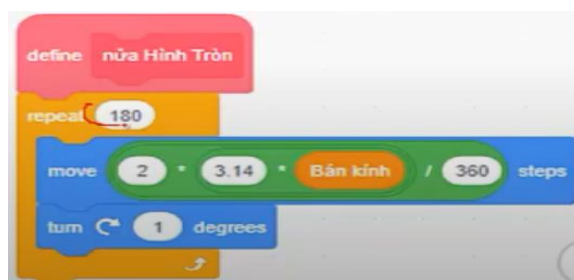 define nửa Hình Tròn
repeat 180
move 2 * 3.14 * Bán kính / 360 steps
turn 1 degrees